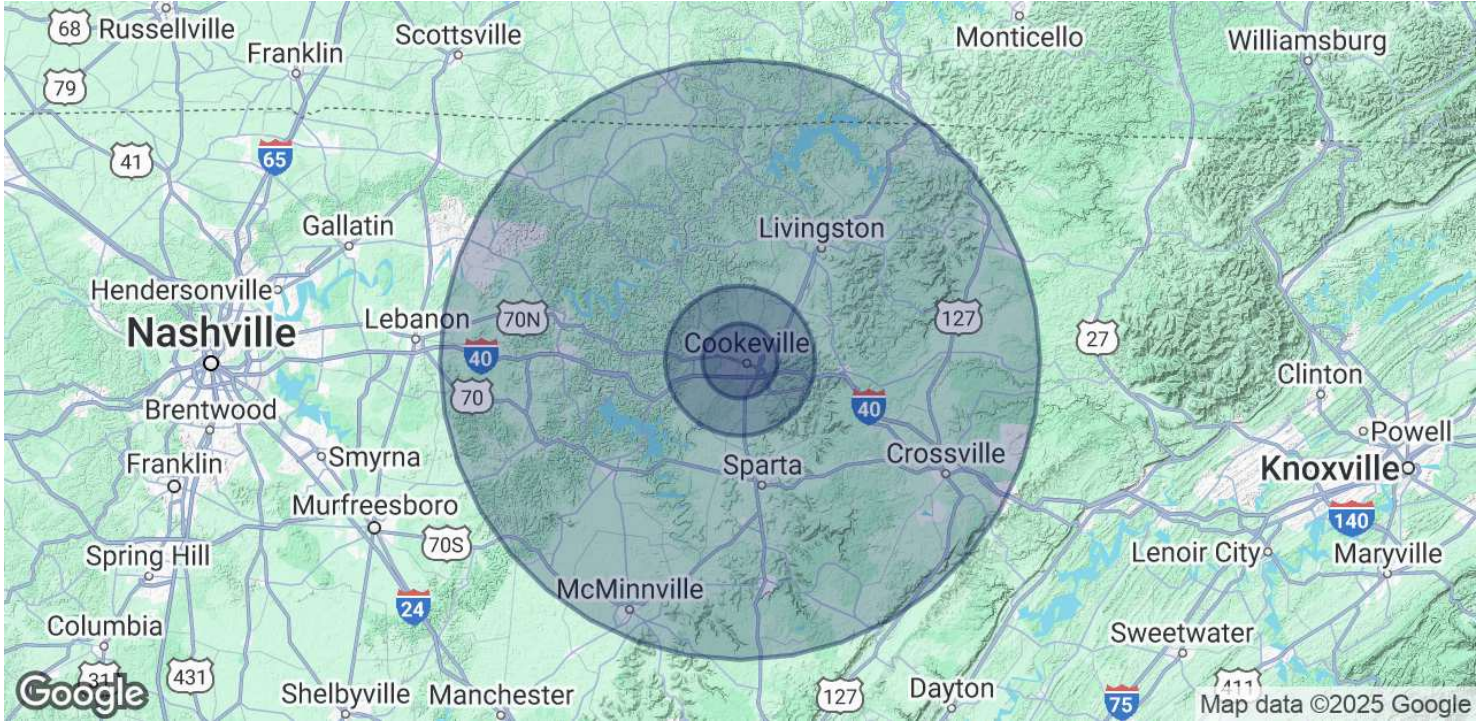 68
Russellville
Scottsville
Monticello
Williamsburg
Franklin
79
41
65
Gallatin
Livingston
Hendersonville
Nashville
Lebanon
70N
127
27
Cookeville
40
70
40
Clinton
Brentwood
Powell
Franklin
Smyrna
Sparta
Crossville
Knoxville
Murfreesboro
70S
140
Spring Hill
Lenoir City
Maryville
McMinnville
24
Columbia
Sweetwater
31
431
Shelbyville
Manchester
127
Dayton
75
411
Google
Map data ©2025 Google